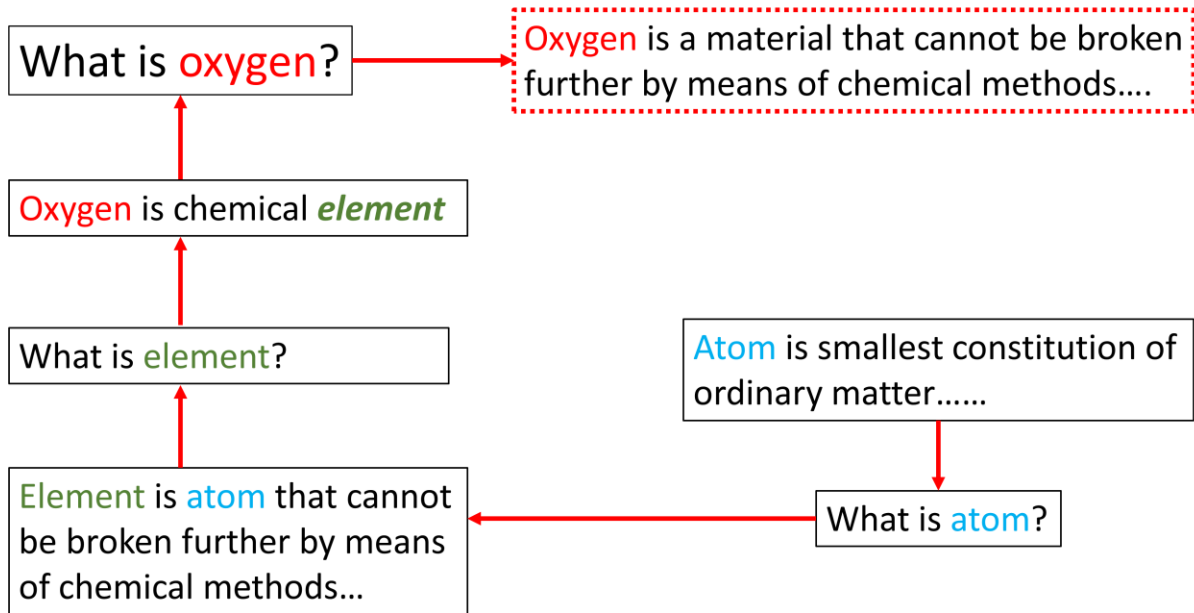 What is oxygen?
Oxygen is a material that cannot be broken
further by means of chemical methods….
Oxygen is chemical element
What is element?
Atom is smallest constitution of
ordinary matter……
Element is atom that cannot
be broken further by means
of chemical methods…
What is atom?